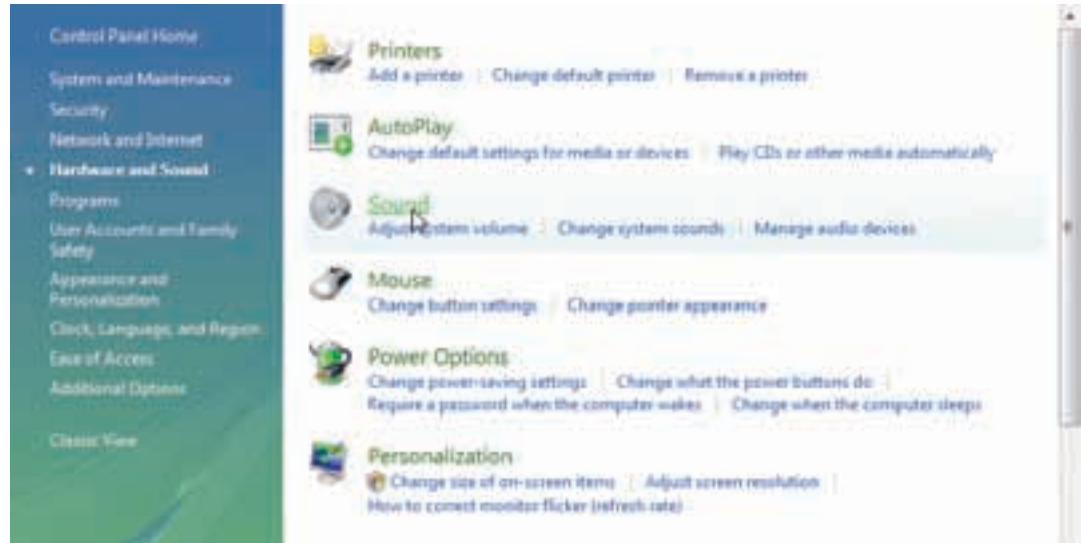 Control Panel Home
System and Maintenance
Security
Network and Internet
Hardware and Sound
Programs
User Accounts and Family
Safety
Appearance and
Personalization
Clock, Language, and Region
Ease of Access
Additional Options
Classic View
Printers
Add a printer | Change default printer | Remove a printer
AutoPlay
Change default settings for media or devices | Play CDs or other media automatically
Sound
Adjust system volume | Change system sounds | Manage audio devices
Mouse
Change button settings | Change pointer appearance
Power Options
Change power-saving settings | Change what the power buttons do |
Require a password when the computer wakes | Change when the computer sleeps
Personalization
Change size of on-screen items | Adjust screen resolution |
How to correct monitor flicker (refresh rate)